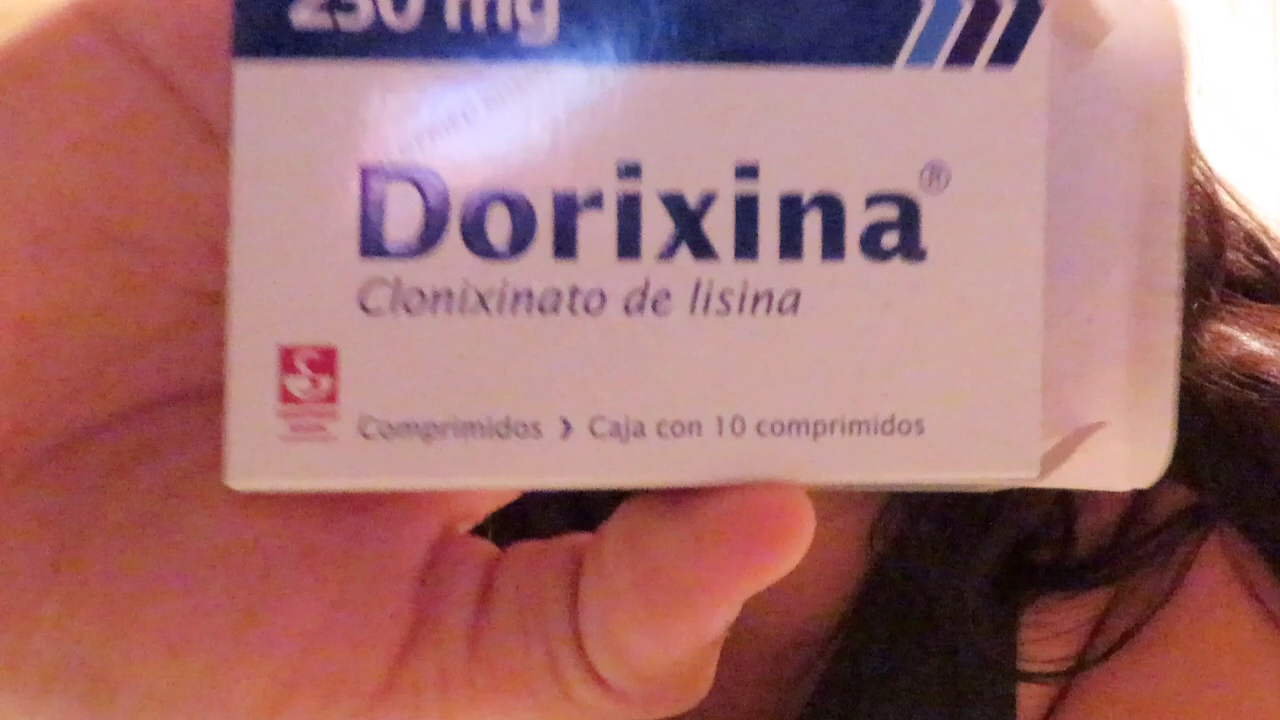 250 mg
Dorixina®
Clonixinato de lisina
Comprimidos › Caja con 10 comprimidos